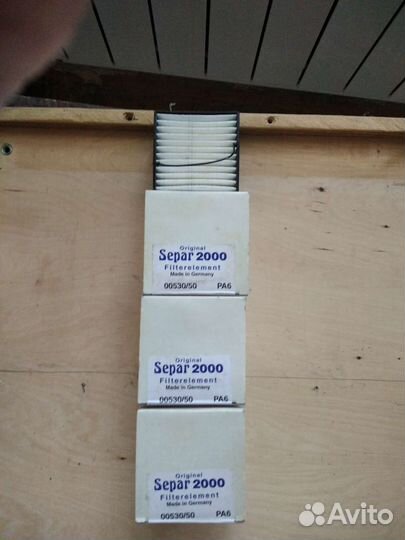 Original
Separ 2000
Filterelement
Made in Germany
00530/50 PA6
Original
Separ 2000
Filterelement
Made in Germany
00530/50 PA6
Original
Separ 2000
Filterelement
Made in Germany
00530/50 PA6
Avito